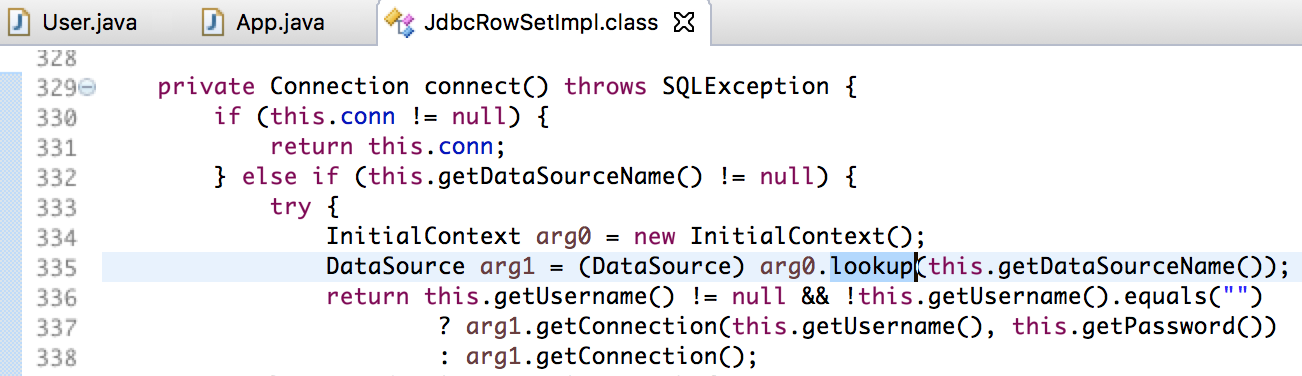 User.java App.java JdbcRowSetImpl.class
328
329 private Connection connect() throws SQLException {
330 if (this.conn != null) {
331 return this.conn;
332 } else if (this.getDataSourceName() != null) {
333 try {
334 InitialContext arg0 = new InitialContext();
335 DataSource arg1 = (DataSource) arg0.lookup(this.getDataSourceName());
336 return this.getUsername() != null && !this.getUsername().equals("")
337 ? arg1.getConnection(this.getUsername(), this.getPassword())
338 : arg1.getConnection();